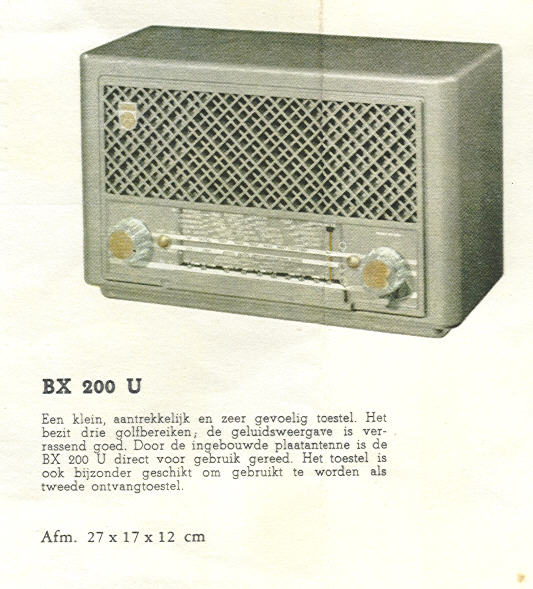 BX 200 U
Een klein, aantrekkelijk en zeer gevoelig toestel. Het
bezit drie golfbereiken; de geluidsweergave is ver-
rassend goed. Door de ingebouwde plaatantenne is de
BX 200 U direct voor gebruik gereed. Het toestel is
ook bijzonder geschikt om gebruikt te worden als
tweede ontvangtoestel.
Afm. 27 x 17 x 12 cm